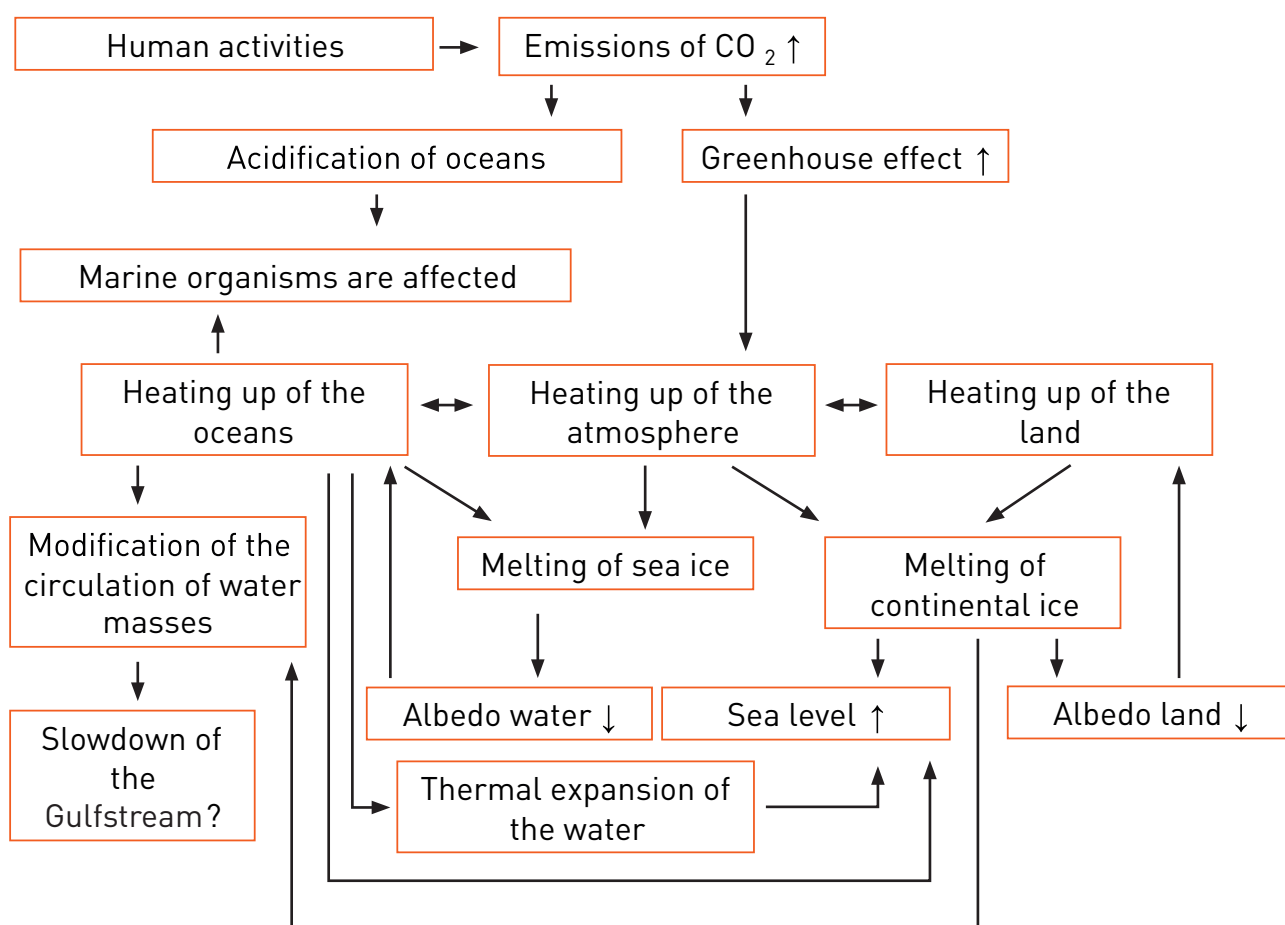 Human activities
Emissions of CO 2 ↑
Acidification of oceans
Greenhouse effect ↑
Marine organisms are affected
Heating up of the
oceans
Heating up of the
atmosphere
Heating up of the
land
Modification of the
circulation of water
masses
Melting of sea ice
Melting of
continental ice
Albedo water ↓
Sea level ↑
Albedo land ↓
Slowdown of
the
Gulfstream?
Thermal expansion of
the water